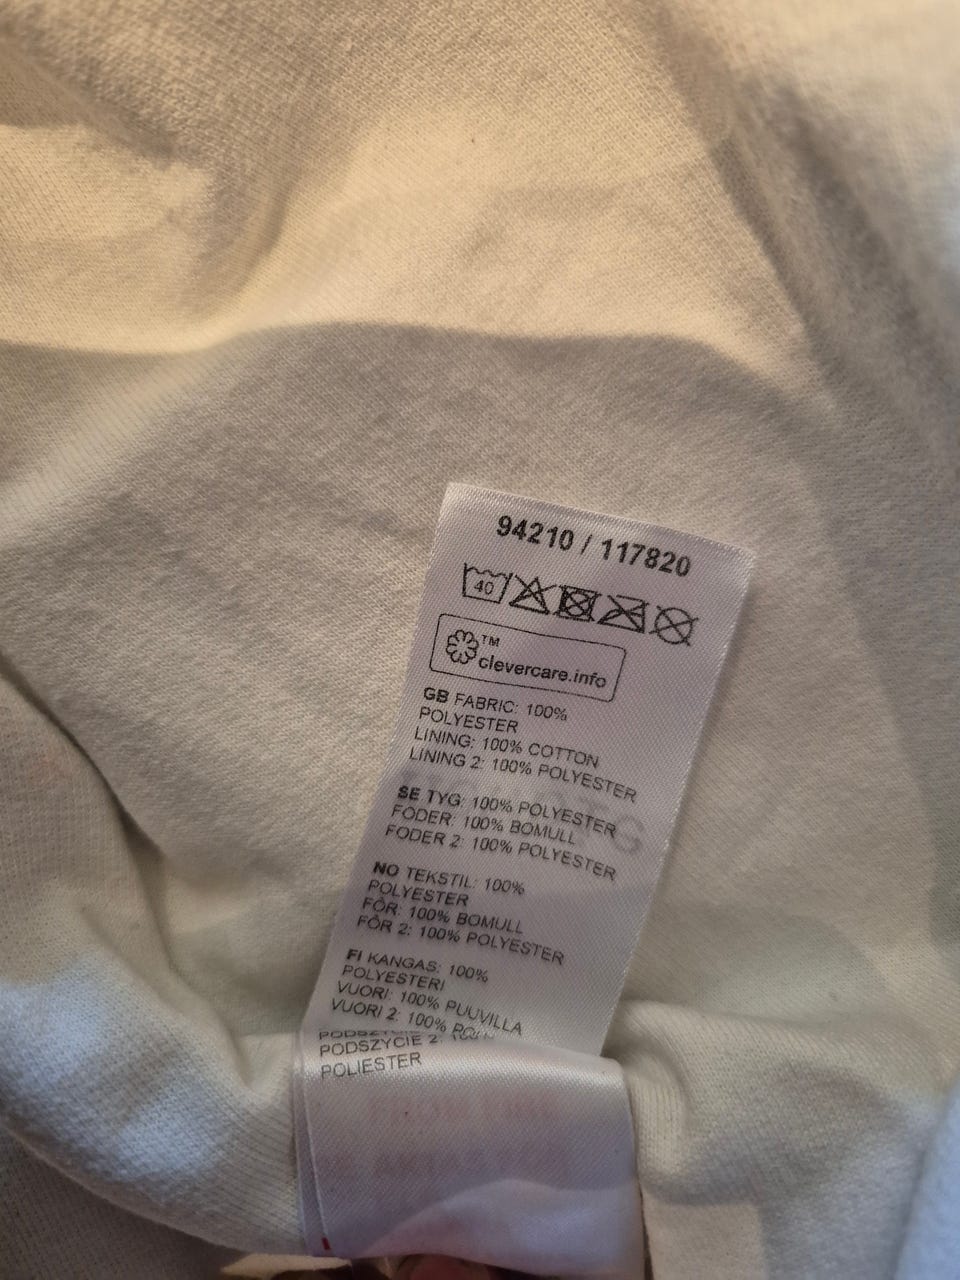 94210 / 117820
40
TM
clevercare.info
GB FABRIC: 100%
POLYESTER
LINING: 100% COTTON
LINING 2: 100% POLYESTER
SE TYG: 100% POLYESTER
FODER: 100% BOMULL
FODER 2: 100% POLYESTER
NO TEKSTIL: 100%
POLYESTER
FÔR: 100% BOMULL
FÔR 2: 100% POLYESTER
FI KANGAS: 100%
POLYESTERI
VUORI: 100% PUUVILLA
VUORI 2: 100%
PODSZYCIE 2:
POLIESTER